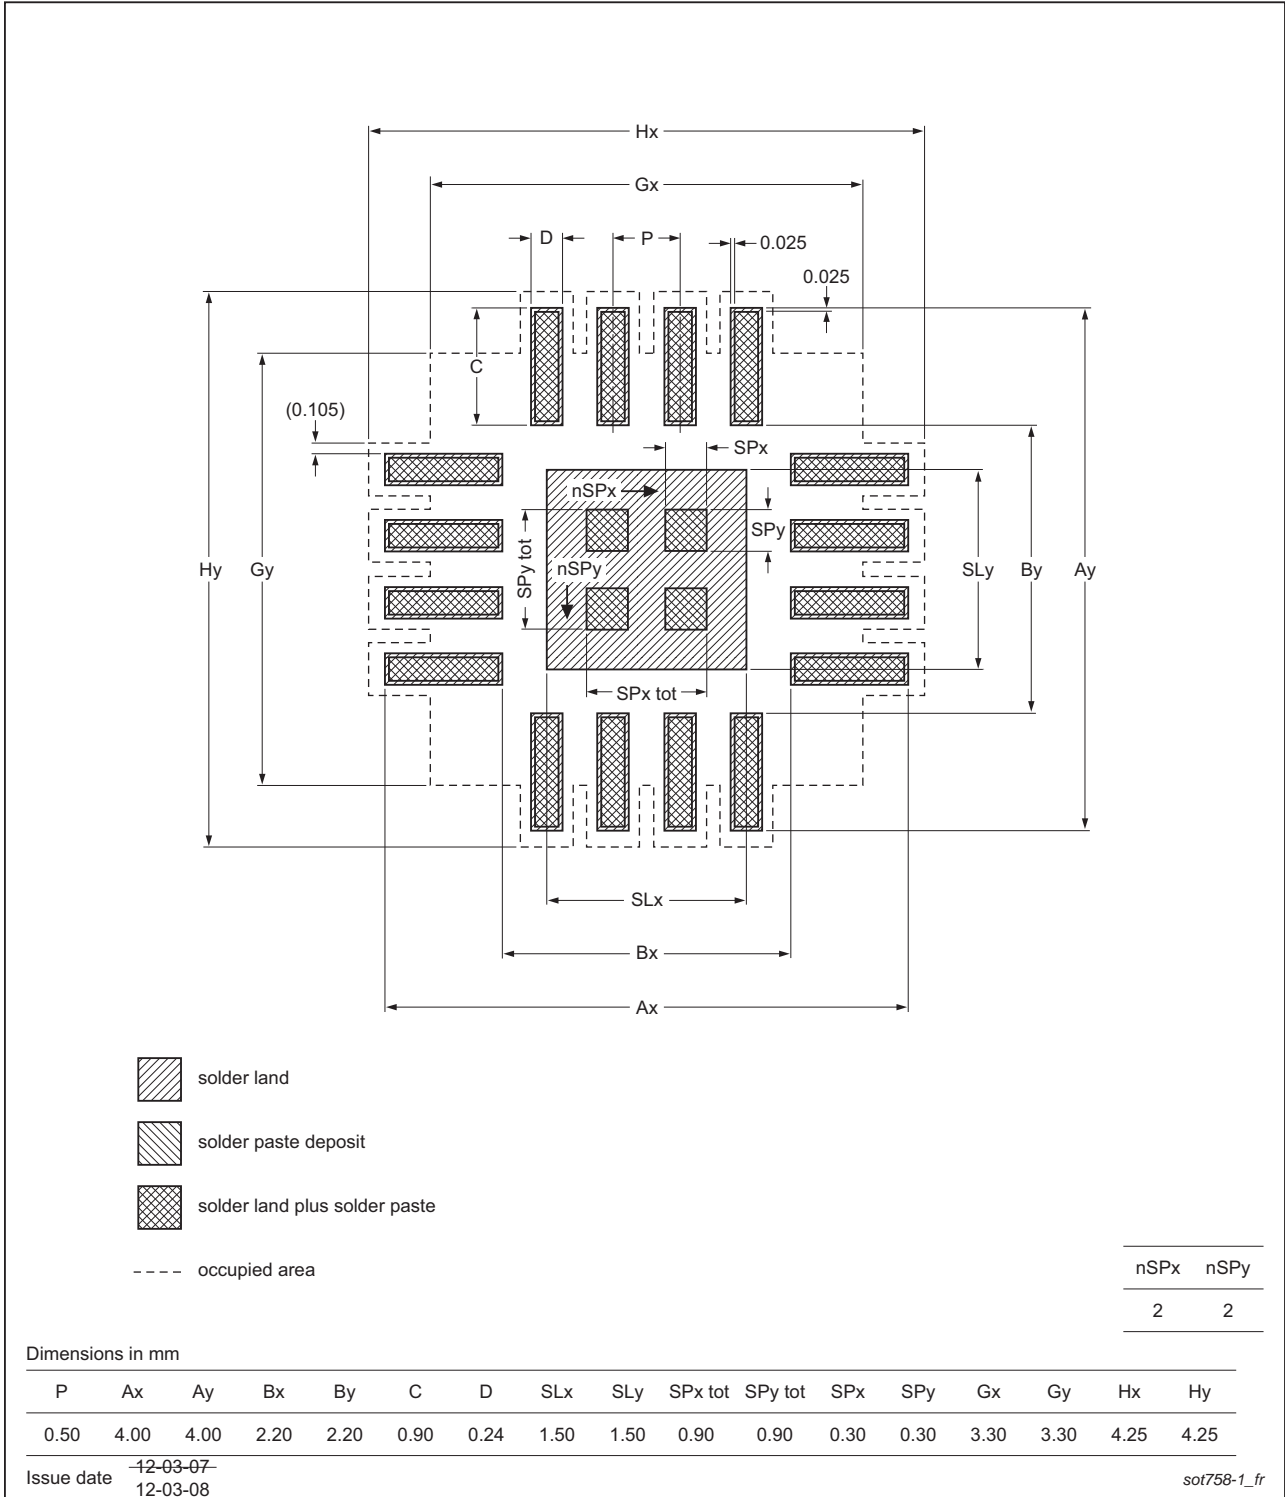 Hx
Gx
D
P
0.025
0.025
C
(0.105)
SPx
nSPx
SPy
SPy tot
nSPy
Hy
Gy
SLy
By
Ay
SPx tot
SLx
Bx
Ax
solder land
solder paste deposit
solder land plus solder paste
occupied area
nSPx nSPy
2 2
Dimensions in mm
P Ax Ay Bx By C D SLx SLy SPx tot SPy tot SPx SPy Gx Gy Hx Hy
0.50 4.00 4.00 2.20 2.20 0.90 0.24 1.50 1.50 0.90 0.90 0.30 0.30 3.30 3.30 4.25 4.25
Issue date 12-03-07
12-03-08
sot758-1_fr